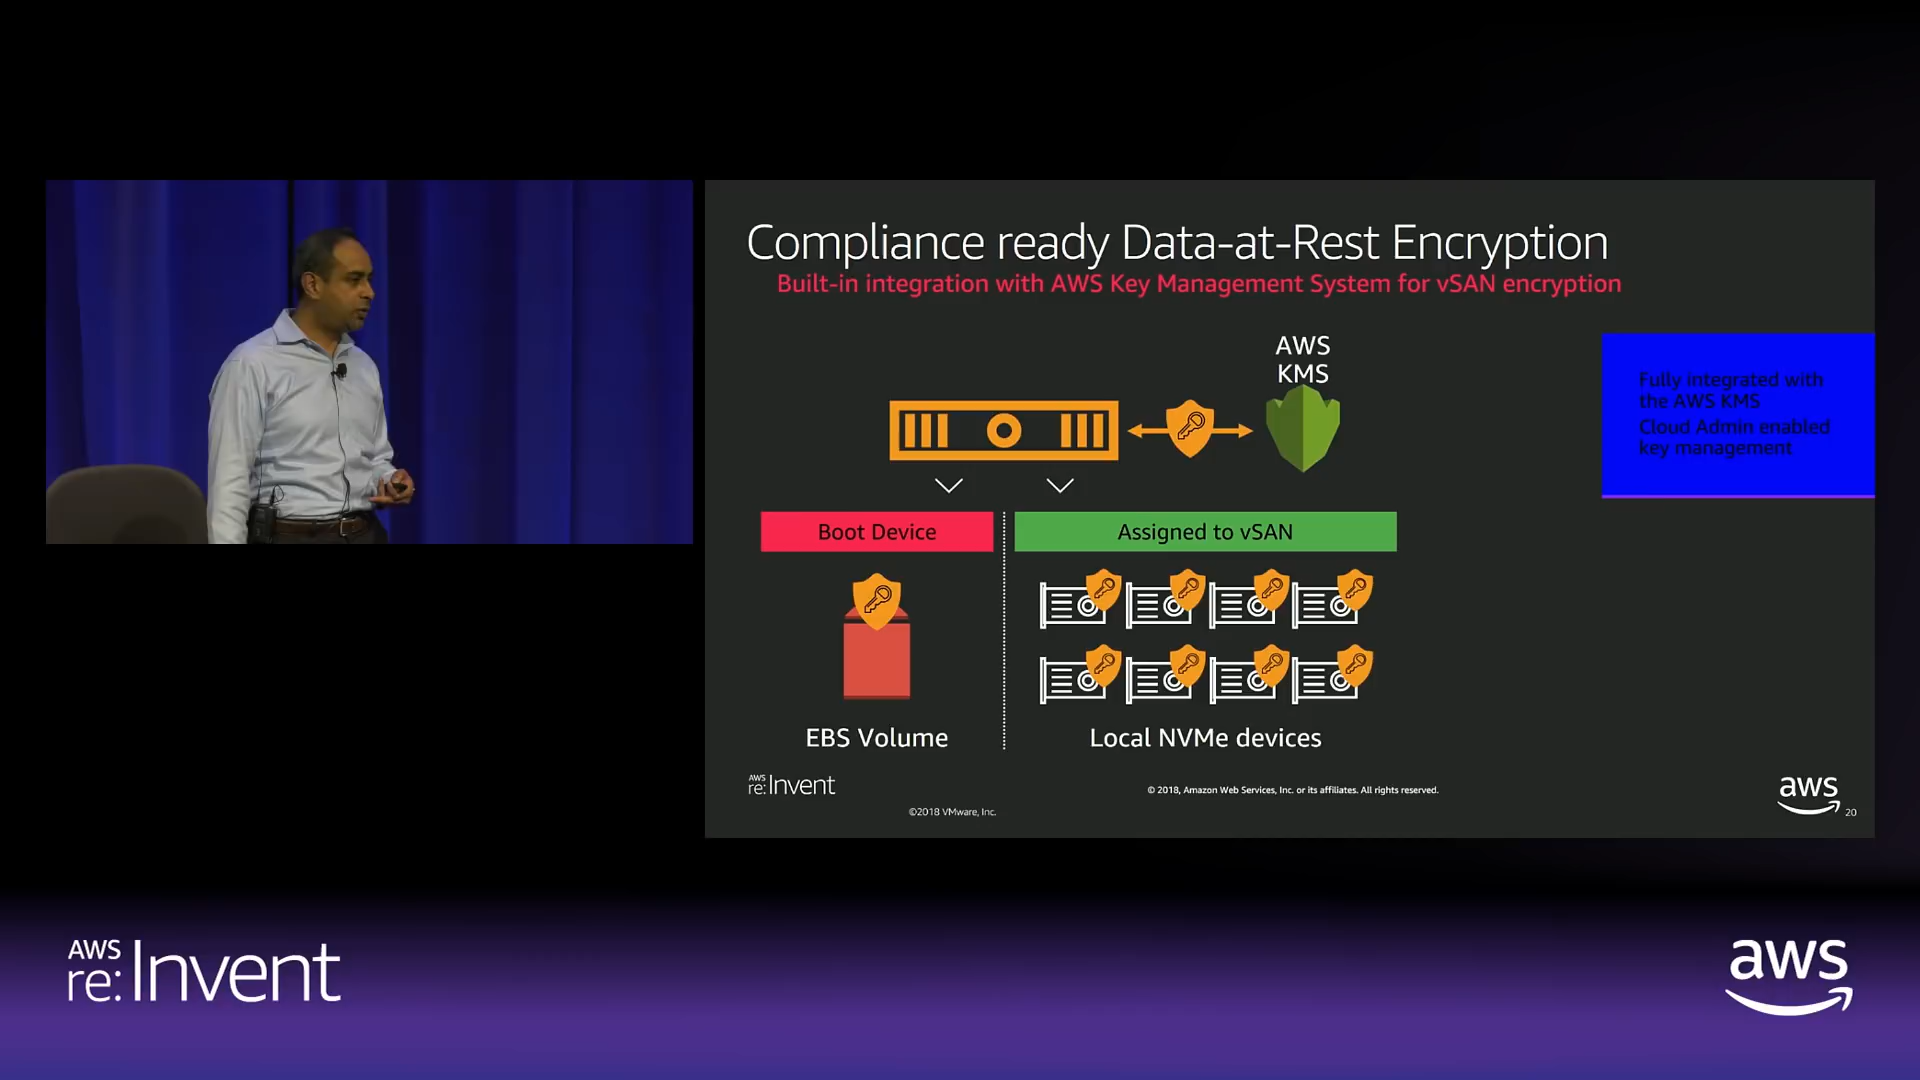 Compliance ready Data-at-Rest Encryption
Built-in integration with AWS Key Management System for vSAN encryption
AWS
KMS
Fully integrated with
the AWS KMS
Cloud Admin enabled
key management
Boot Device
Assigned to vSAN
EBS Volume
Local NVMe devices
AWS
re:Invent
© 2018, Amazon Web Services, Inc. or its affiliates. All rights reserved.
©2018 VMware, Inc.
aws
20
AWS
re:Invent
aws